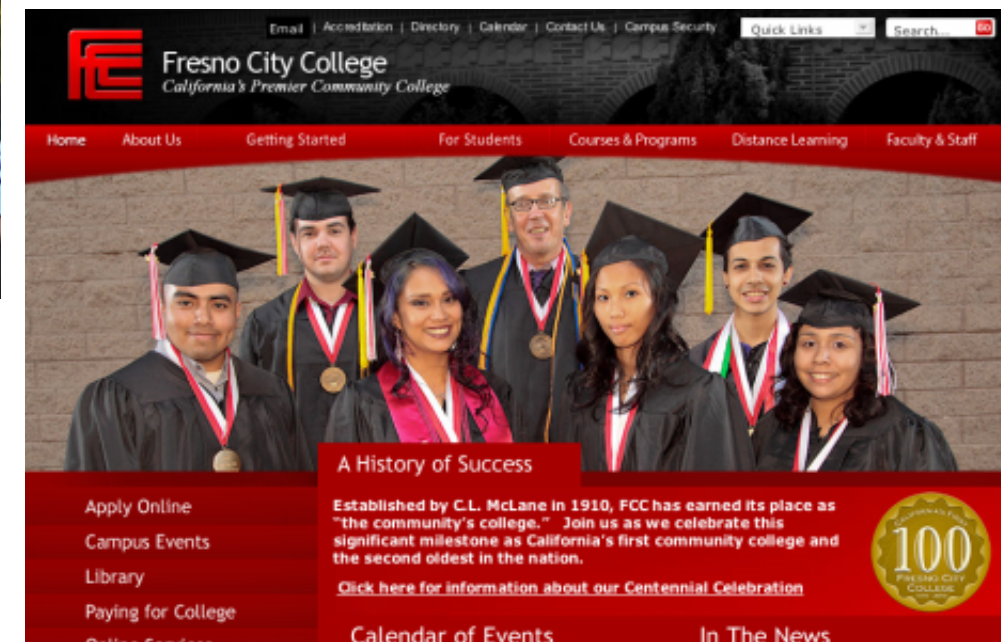 Email | Accreditation | Directory | Calendar | Contact Us | Campus Security
Quick Links
Search...
GO
FCC
Fresno City College
California's Premier Community College
Home About Us Getting Started For Students Courses & Programs Distance Learning Faculty & Staff
A History of Success
Established by C.L. McLane in 1910, FCC has earned its place as
"the community's college." Join us as we celebrate this
significant milestone as California's first community college and
the second oldest in the nation.
Click here for information about our Centennial Celebration
CALIFORNIA'S FIRST
100
FRESNO CITY
COLLEGE
Apply Online
Campus Events
Library
Paying for College
Online Services
Calendar of Events
In The News